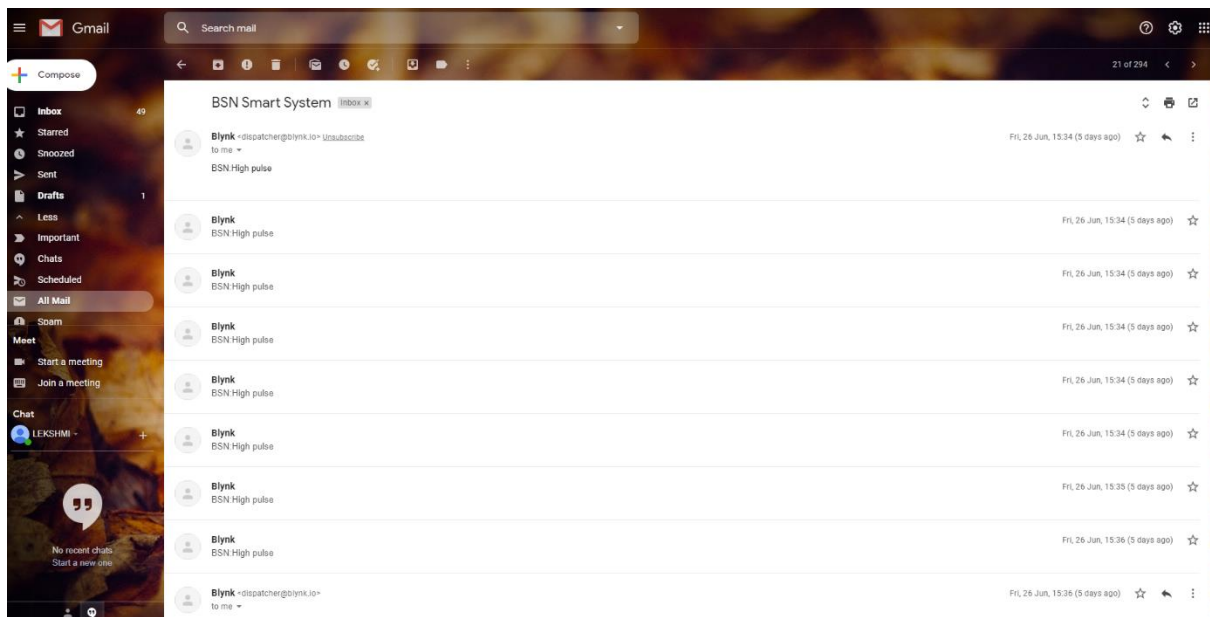 Gmail
Search mail
Compose
21 of 294
Inbox 49
Starred
Snoozed
Sent
Drafts 1
Less
Important
Chats
Scheduled
All Mail
Spam
Meet
Start a meeting
Join a meeting
Chat
LEKSHMI
No recent chats
Start a new one
BSN Smart System Inbox x
Blynk <dispatcher@blynk.io> Unsubscribe Fri, 26 Jun, 15:34 (5 days ago)
to me
BSN:High pulse
Blynk Fri, 26 Jun, 15:34 (5 days ago)
BSN:High pulse
Blynk Fri, 26 Jun, 15:34 (5 days ago)
BSN:High pulse
Blynk Fri, 26 Jun, 15:34 (5 days ago)
BSN:High pulse
Blynk Fri, 26 Jun, 15:34 (5 days ago)
BSN:High pulse
Blynk Fri, 26 Jun, 15:34 (5 days ago)
BSN:High pulse
Blynk Fri, 26 Jun, 15:35 (5 days ago)
BSN:High pulse
Blynk Fri, 26 Jun, 15:36 (5 days ago)
BSN:High pulse
Blynk <dispatcher@blynk.io> Fri, 26 Jun, 15:36 (5 days ago)
to me